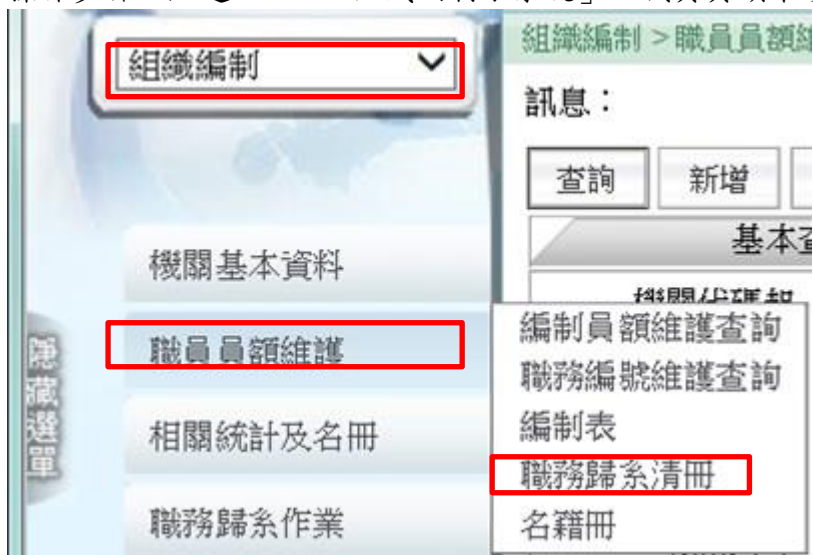 組織編制
組織編制 > 職員員額
訊息：
查詢
新增
基本
機關基本資料
職員員額維護
相關統計及名冊
職務歸系作業
隱藏選單
編制員額維護查詢
職務編號維護查詢
編制表
職務歸系清冊
名籍冊